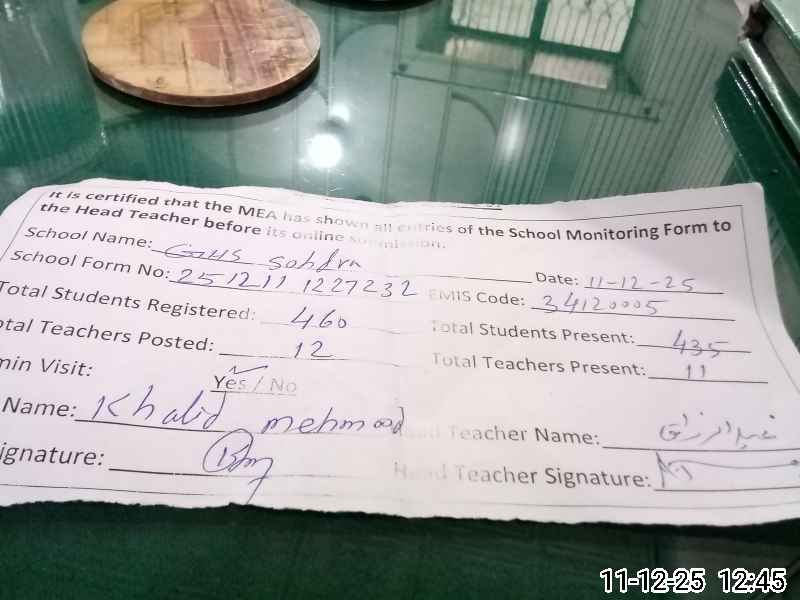 It is certified that the MEA has shown all entries of the School Monitoring Form to
the Head Teacher before its online submission.
School Name: GHS Sohdra
Date: 11-12-25
School Form No: 251211 1227232
EMIS Code: 34120005
Total Students Registered: 460
Total Students Present: 435
otal Teachers Posted: 12
Total Teachers Present: 11
min Visit: Yes / No
Name: Khalid mehmood
Head Teacher Name: عبدالرزاق
ignature:
Head Teacher Signature:
11-12-25 12:45